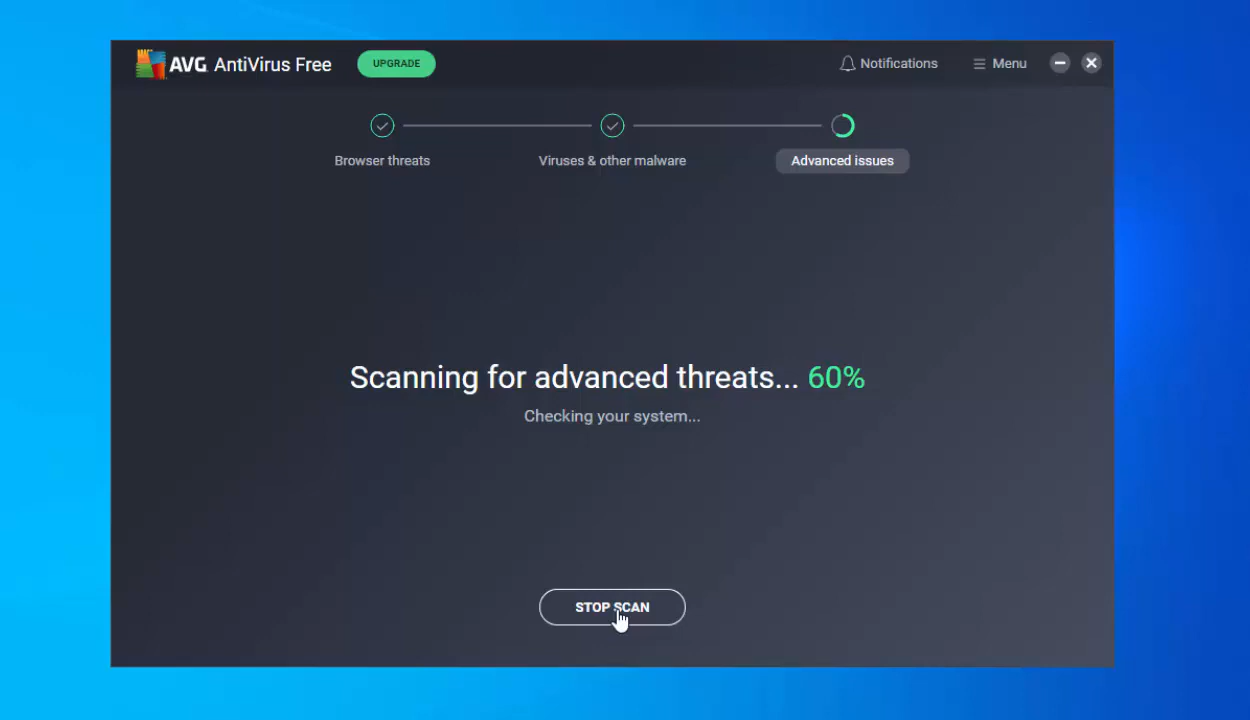 AVG AntiVirus Free
UPGRADE
Notifications
Menu
Browser threats
Viruses & other malware
Advanced issues
Scanning for advanced threats... 60%
Checking your system...
STOP SCAN